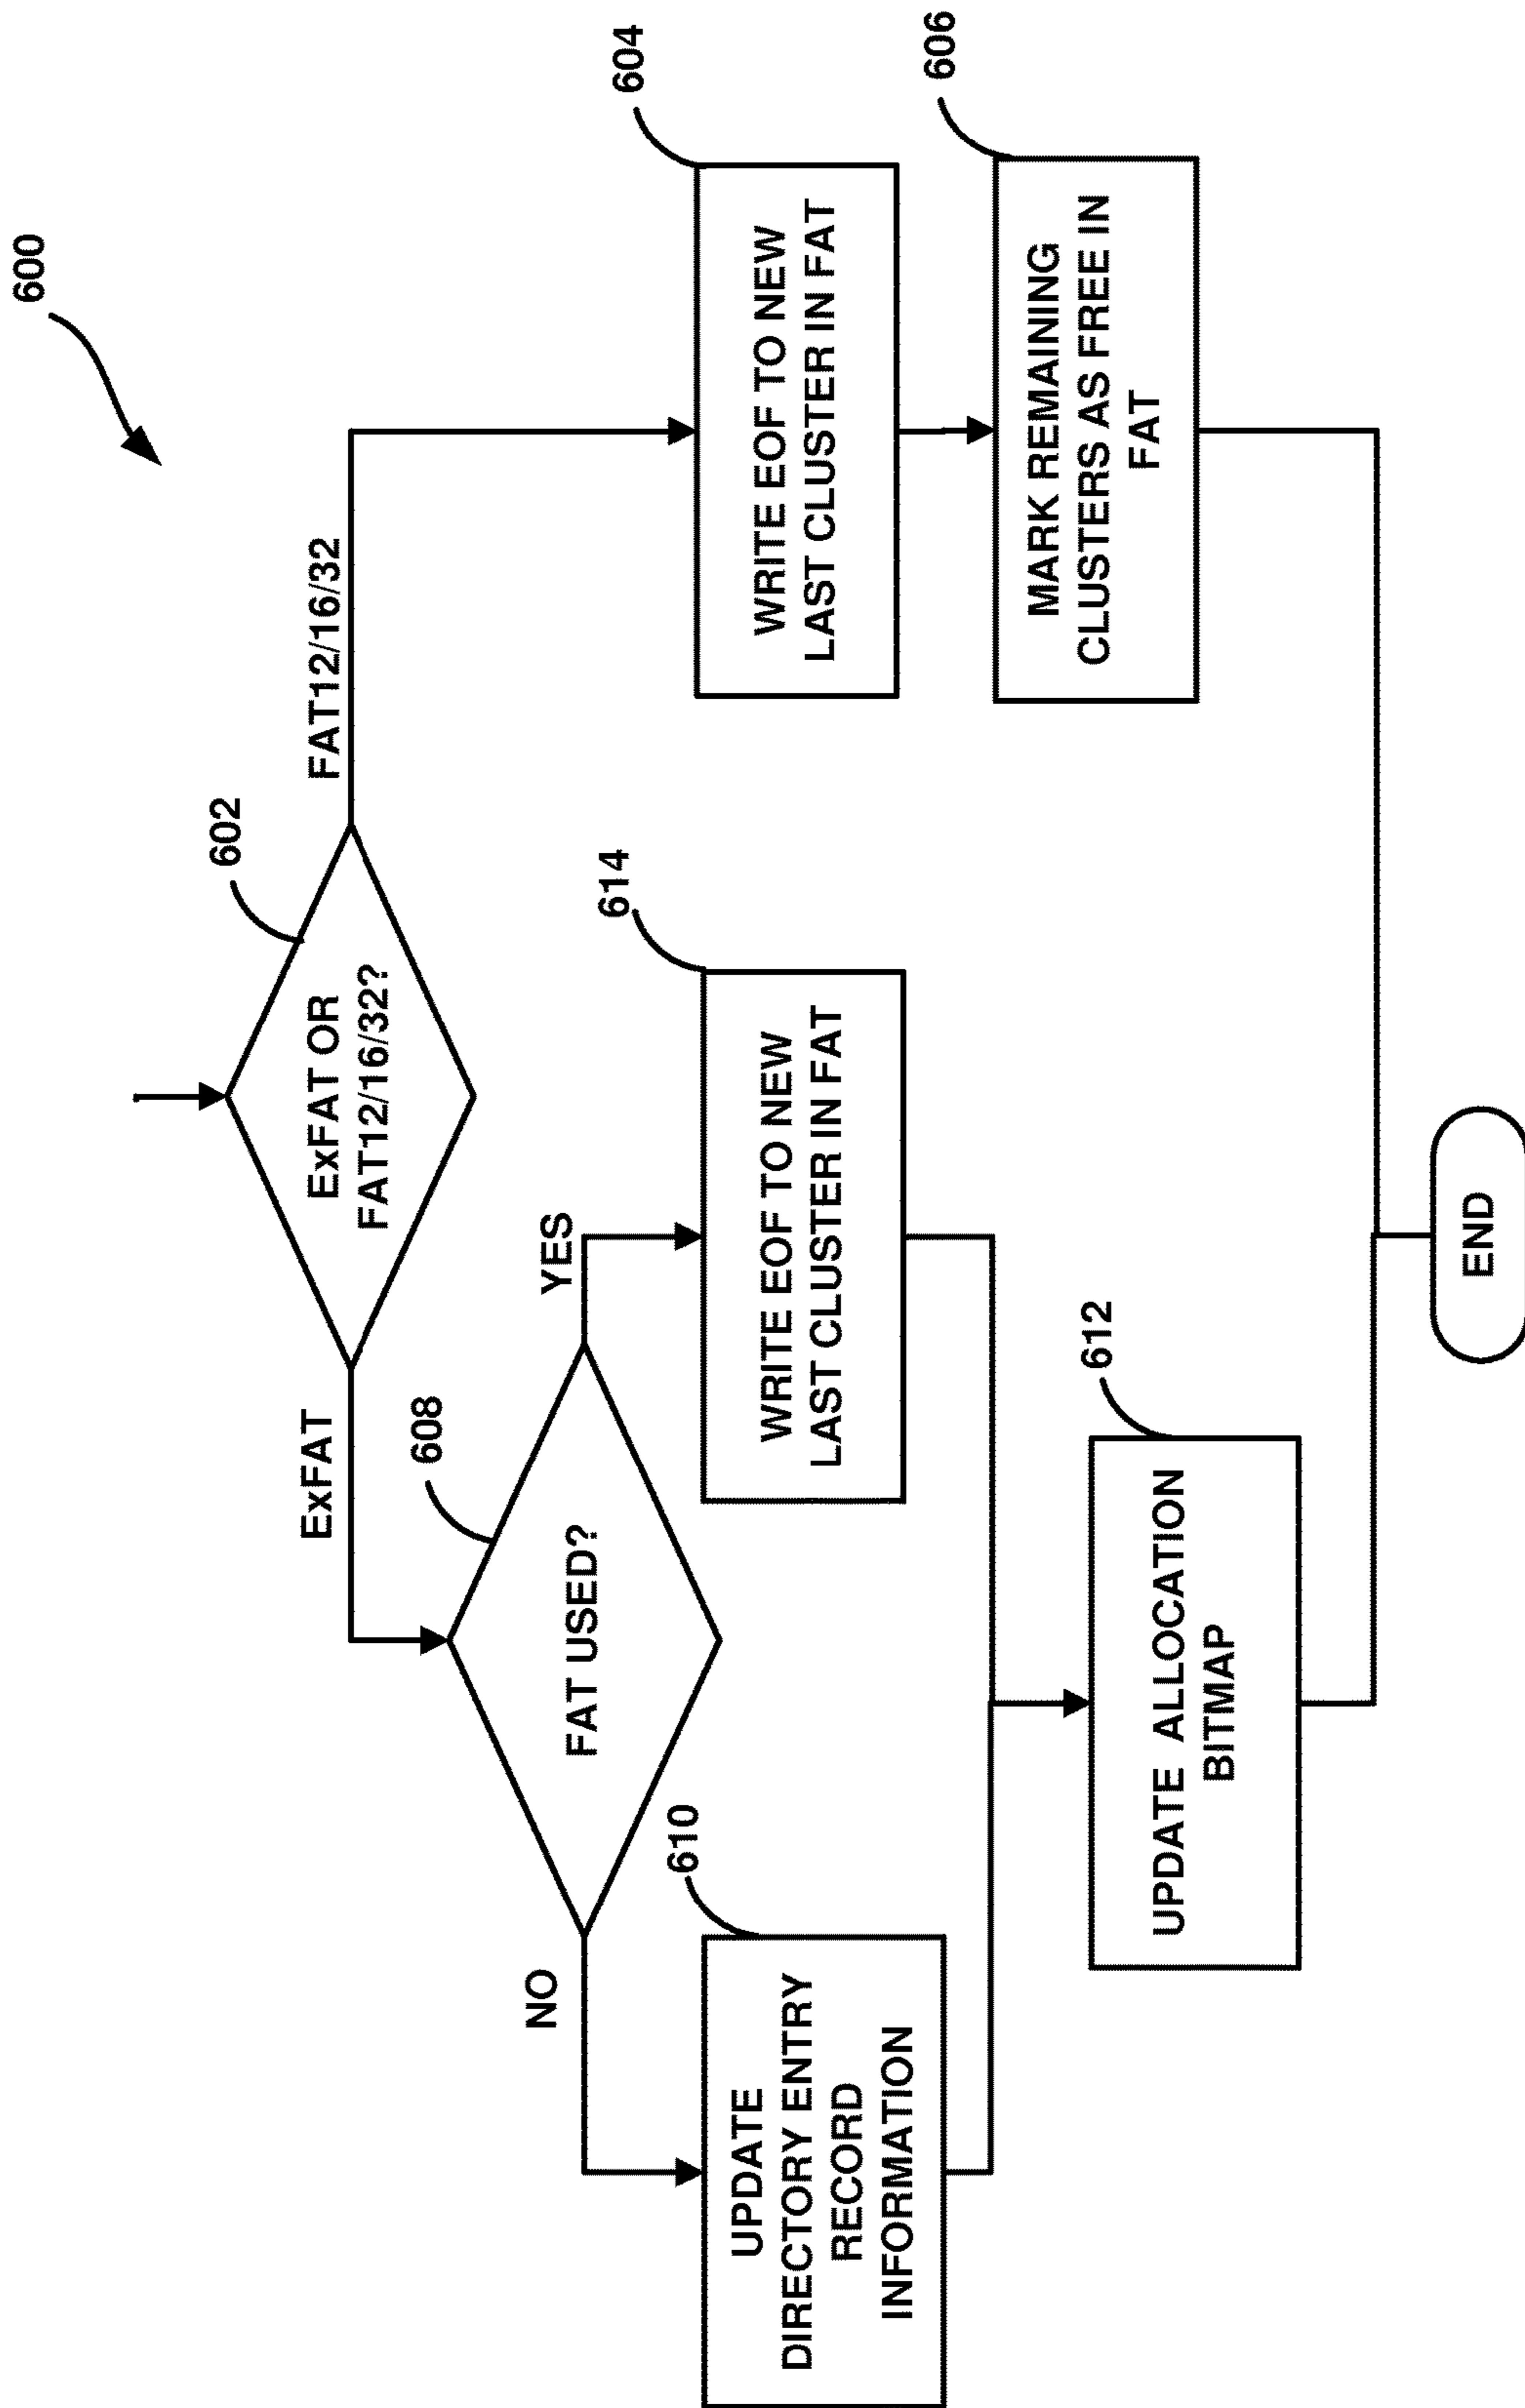 600
602
ExFAT OR
FAT12/16/32?
ExFAT
FAT12/16/32
608
FAT USED?
NO
YES
610
UPDATE
DIRECTORY ENTRY
RECORD
INFORMATION
614
WRITE EOF TO NEW
LAST CLUSTER IN FAT
604
WRITE EOF TO NEW
LAST CLUSTER IN FAT
606
MARK REMAINING
CLUSTERS AS FREE IN
FAT
612
UPDATE ALLOCATION
BITMAP
END